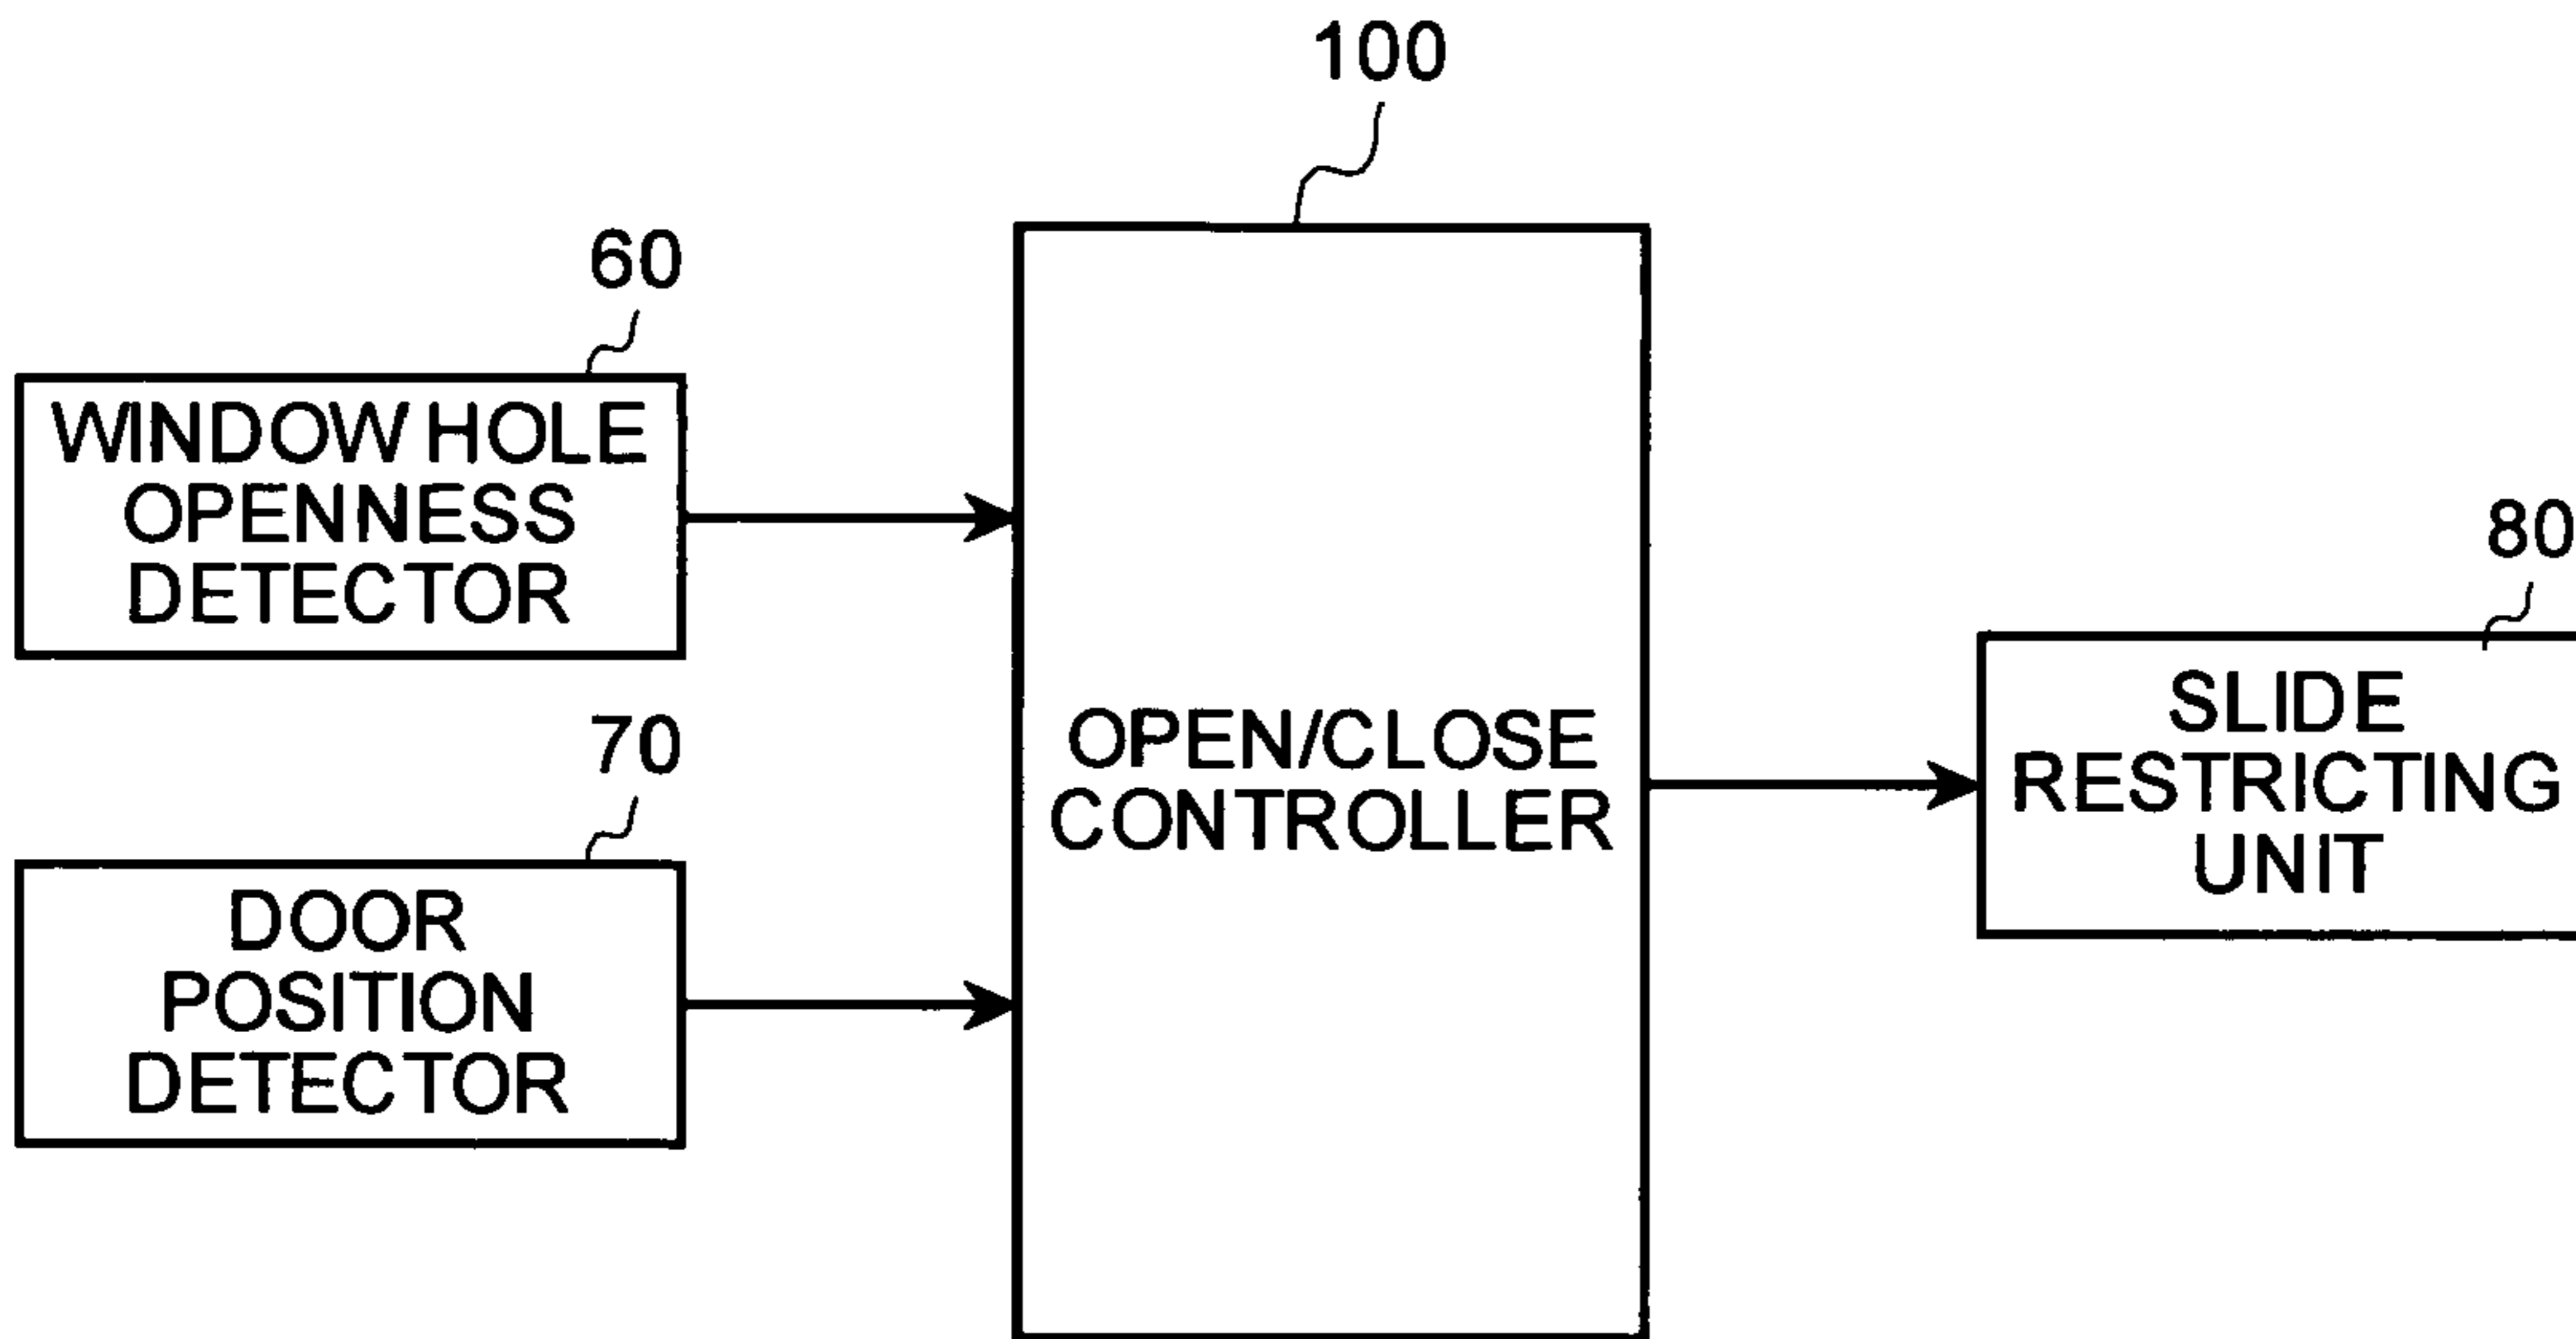 100
60
WINDOW HOLE
OPENNESS
DETECTOR
70
DOOR
POSITION
DETECTOR
OPEN/CLOSE
CONTROLLER
80
SLIDE
RESTRICTING
UNIT